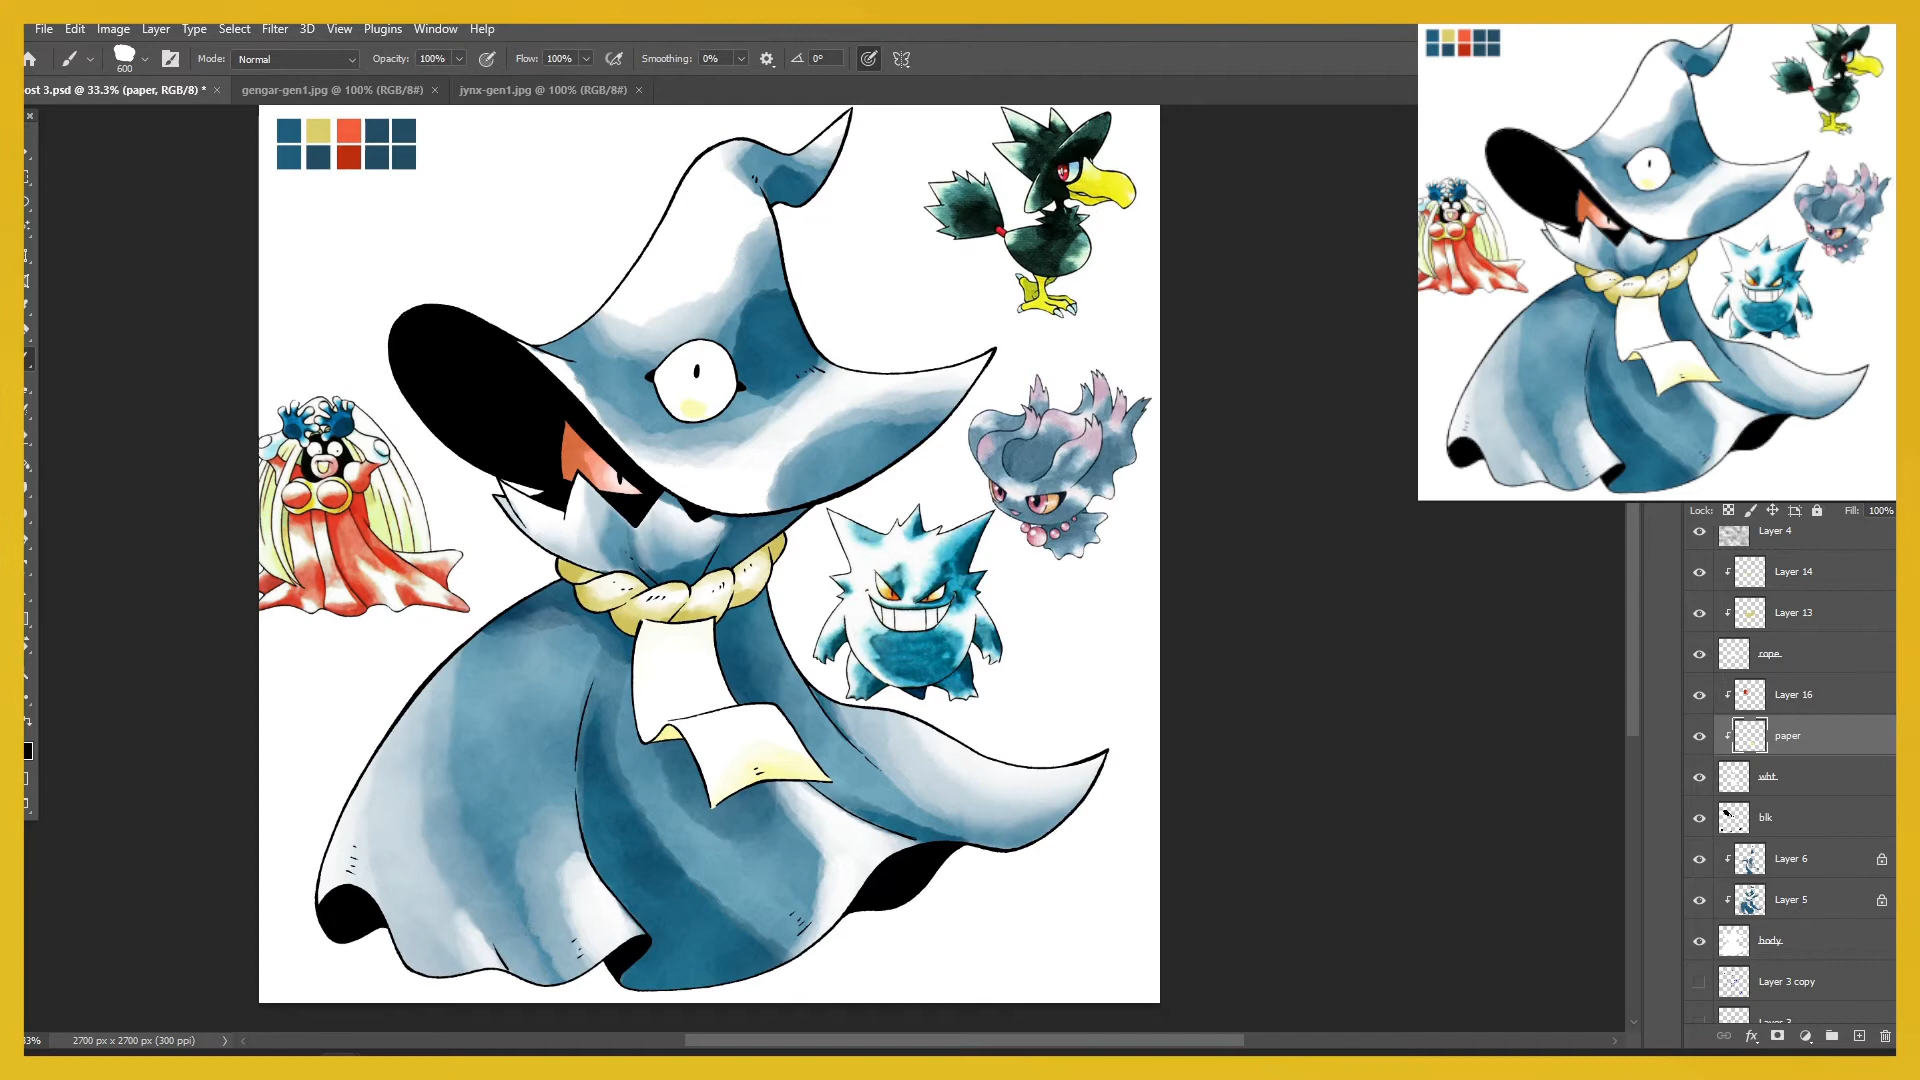 File Edit Image Layer Type Select Filter 3D View Plugins Window Help
600 Mode: Normal Opacity: 100% Flow: 100% Smoothing: 0% 0°
ost 3.psd @ 33.3% (paper, RGB/8) * × gengar-gen1.jpg @ 100% (RGB/8#) × jynx-gen1.jpg @ 100% (RGB/8#) ×
Lock: Fill: 100%
Layer 4
Layer 14
Layer 13
rope
Layer 16
paper
wht
blk
Layer 6
Layer 5
body
Layer 3 copy
33% 2700 px x 2700 px (300 ppi)